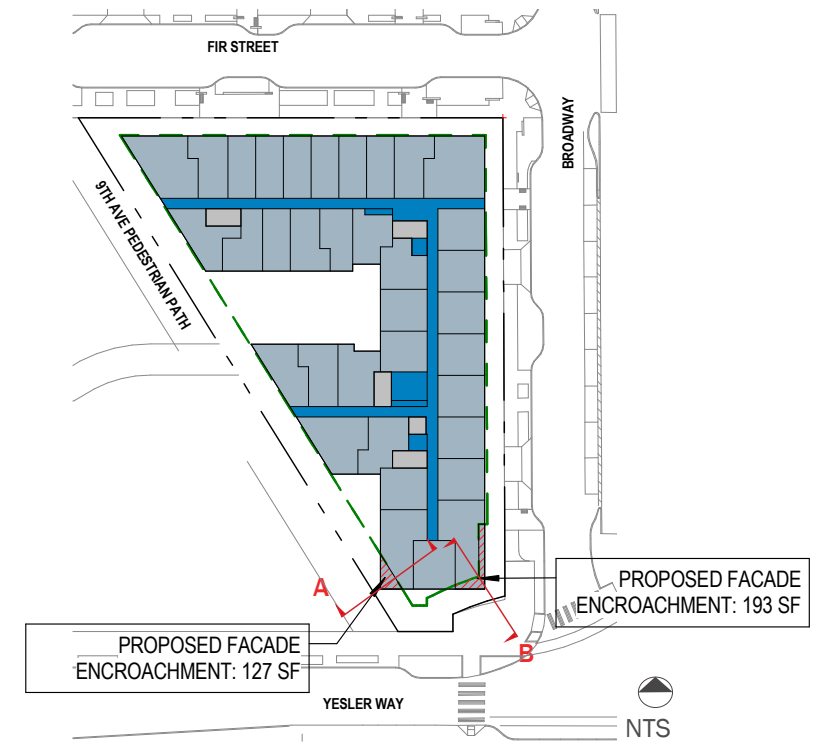 FIR STREET
BROADWAY
9TH AVE PEDESTRIAN PATH
A
PROPOSED FACADE
ENCROACHMENT: 193 SF
PROPOSED FACADE
ENCROACHMENT: 127 SF
B
YESLER WAY
NTS